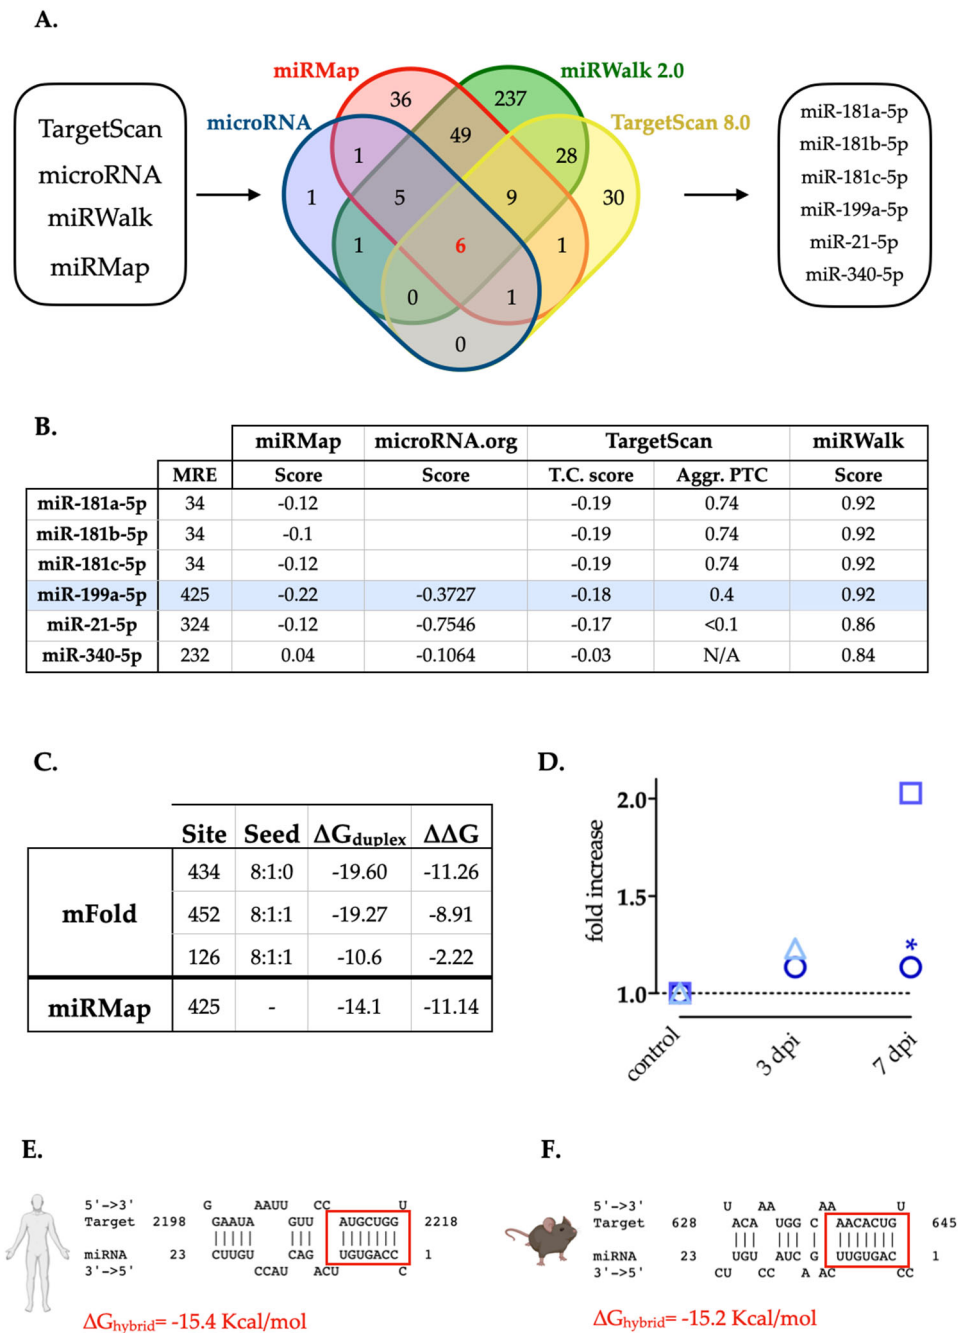 A.
TargetScan
microRNA
miRWalk
miRMap
miRMap
miRWalk 2.0
microRNA
TargetScan 8.0
36
237
1
49
28
1
5
9
30
1
6
1
0
1
0
miR-181a-5p
miR-181b-5p
miR-181c-5p
miR-199a-5p
miR-21-5p
miR-340-5p
B.
miRMap microRNA.org TargetScan miRWalk
MRE Score Score T.C. score Aggr. PTC Score
miR-181a-5p 34 -0.12 -0.19 0.74 0.92
miR-181b-5p 34 -0.1 -0.19 0.74 0.92
miR-181c-5p 34 -0.12 -0.19 0.74 0.92
miR-199a-5p 425 -0.22 -0.3727 -0.18 0.4 0.92
miR-21-5p 324 -0.12 -0.7546 -0.17 <0.1 0.86
miR-340-5p 232 0.04 -0.1064 -0.03 N/A 0.84
C.
Site Seed ΔGduplex ΔΔG
mFold
434 8:1:0 -19.60 -11.26
452 8:1:1 -19.27 -8.91
126 8:1:1 -10.6 -2.22
miRMap 425 - -14.1 -11.14
D.
fold increase
2.0
1.5
1.0
*
control
3 dpi
7 dpi
E.
5'->3' G AAUU CC U
Target 2198 GAAUA GUU AUGCUGG 2218
miRNA 23 CUUGU CAG UGUGACC 1
3'->5' CCAU ACU C
ΔGhybrid= -15.4 Kcal/mol
F.
5'->3' U AA AA U
Target 628 ACA UGG C AACACUG 645
miRNA 23 UGU AUC G UUGUGAC 1
3'->5' CU CC A AC CC
ΔGhybrid= -15.2 Kcal/mol